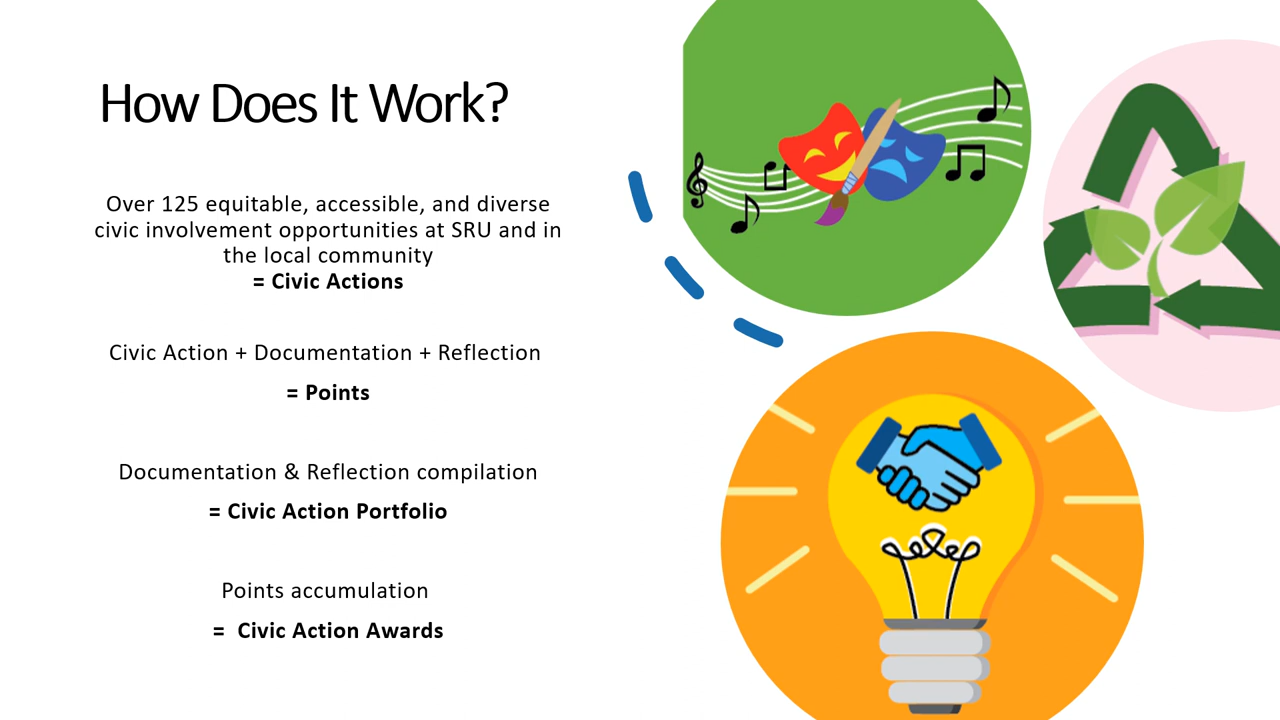 How Does It Work?
Over 125 equitable, accessible, and diverse
civic involvement opportunities at SRU and in
the local community
= Civic Actions
Civic Action + Documentation + Reflection
= Points
Documentation & Reflection compilation
= Civic Action Portfolio
Points accumulation
=  Civic Action Awards